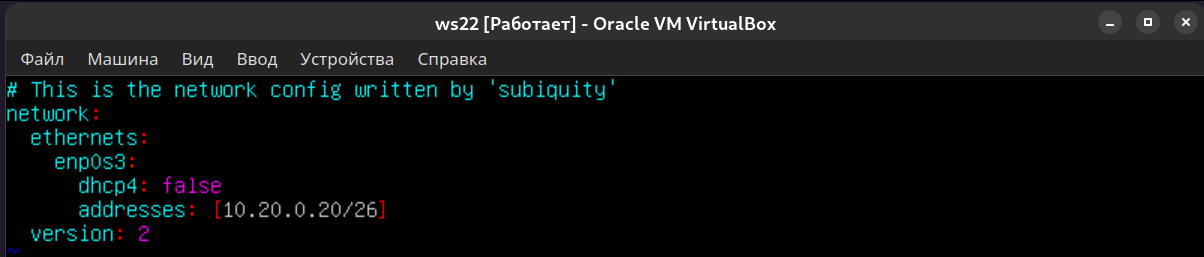 ws22 [Работает] - Oracle VM VirtualBox
Файл Машина Вид Ввод Устройства Справка
# This is the network config written by 'subiquity'
network:
  ethernets:
    enp0s3:
      dhcp4: false
      addresses: [10.20.0.20/26]
  version: 2
~